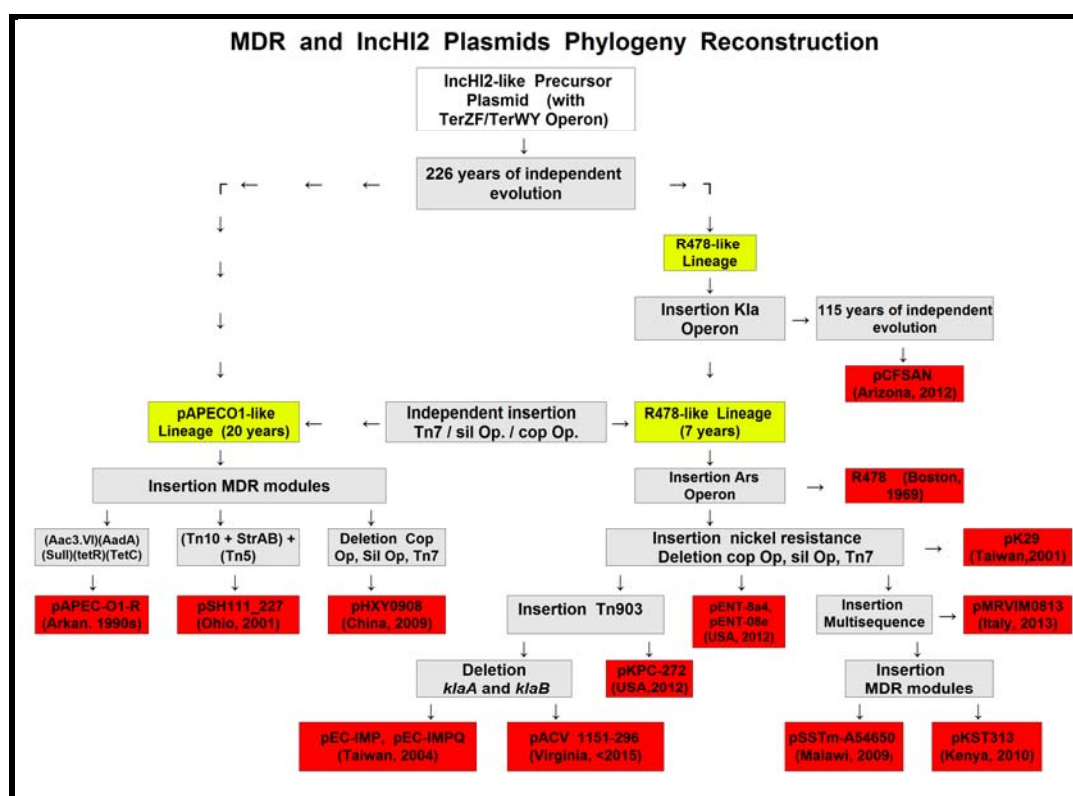 MDR and IncHI2 Plasmids Phylogeny Reconstruction
IncHI2-like Precursor
Plasmid (with
TerZF/TerWY Operon)
226 years of independent
evolution
R478-like
Lineage
Insertion Kla
Operon
115 years of independent
evolution
pCFSAN
(Arizona, 2012)
pAPECO1-like
Lineage (20 years)
Independent insertion
Tn7 / sil Op. / cop Op.
R478-like Lineage
(7 years)
Insertion MDR modules
Insertion Ars
Operon
R478 (Boston,
1969)
(Aac3.VI)(AadA)
(SulI)(tetR)(TetC)
(Tn10 + StrAB) +
(Tn5)
Deletion Cop
Op, Sil Op, Tn7
Insertion nickel resistance
Deletion cop Op, sil Op, Tn7
pK29
(Taiwan,2001)
pAPEC-O1-R
(Arkan. 1990s)
pSH111_227
(Ohio, 2001)
pHXY0908
(China, 2009)
Insertion Tn903
pENT-8a4,
pENT-08e
(USA, 2012)
Insertion
Multisequence
pMRVIM0813
(Italy, 2013)
Deletion
klaA and klaB
pKPC-272
(USA,2012)
Insertion
MDR modules
pEC-IMP, pEC-IMPQ
(Taiwan, 2004)
pACV 1151-296
(Virginia, <2015)
pSSTm-A54650
(Malawi, 2009)
pKST313
(Kenya, 2010)